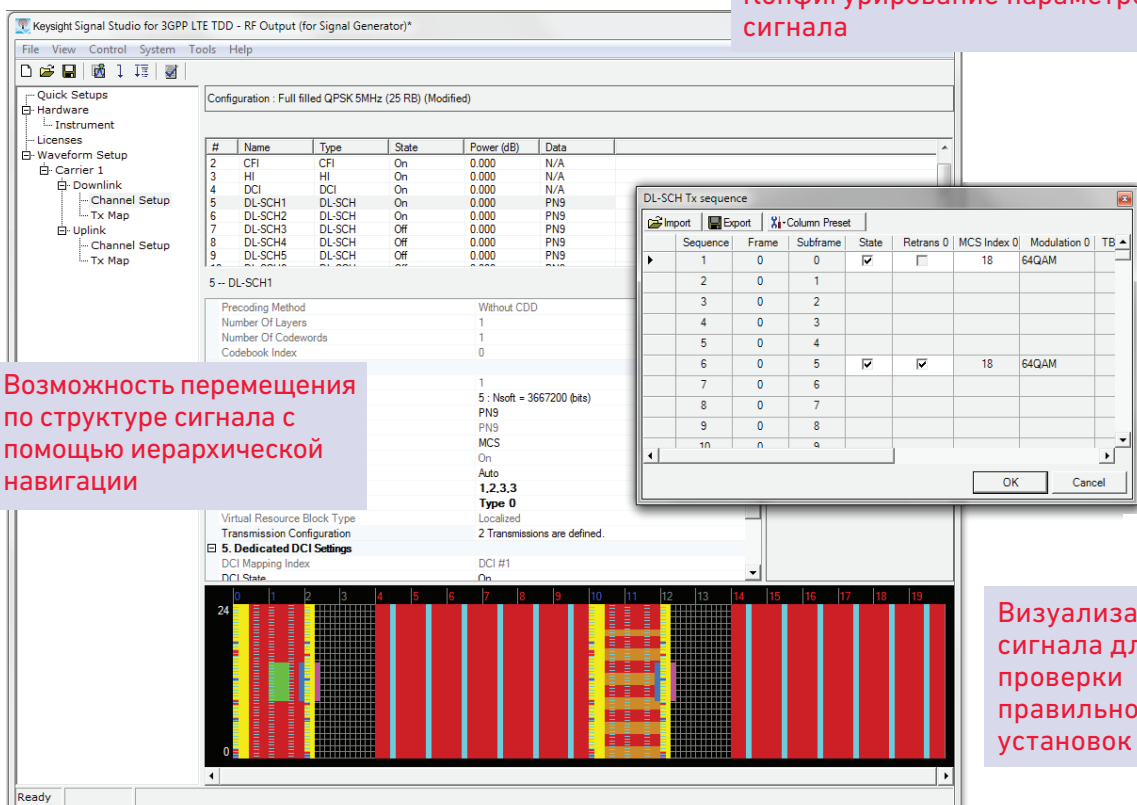 Конфигурирование
сигнала
Keysight Signal Studio for 3GPP LTE TDD - RF Output (for Signal Generator)*
File View Control System Tools Help
Quick Setups
Hardware
Instrument
Licenses
Waveform Setup
Carrier 1
Downlink
Channel Setup
Tx Map
Uplink
Channel Setup
Tx Map
Configuration : Full filled QPSK 5MHz (25 RB) (Modified)
# Name Type State Power (dB) Data
2 CFI CFI On 0.000 N/A
3 HI HI On 0.000 N/A
4 DCI DCI On 0.000 N/A
5 DL-SCH1 DL-SCH On 0.000 PN9
6 DL-SCH2 DL-SCH On 0.000 PN9
7 DL-SCH3 DL-SCH Off 0.000 PN9
8 DL-SCH4 DL-SCH Off 0.000 PN9
9 DL-SCH5 DL-SCH Off 0.000 PN9
5 -- DL-SCH1
Precoding Method Without CDD
Number Of Layers 1
Number Of Codewords 1
Codebook Index 0
1
5 : Nsoft = 3667200 (bits)
PN9
PN9
MCS
On
Auto
1,2,3,3
Type 0
Virtual Resource Block Type Localized
Transmission Configuration 2 Transmissions are defined.
5. Dedicated DCI Settings
DCI Mapping Index DCI #1
DCI State On
DL-SCH Tx sequence
Import Export Column Preset
Sequence Frame Subframe State Retrans 0 MCS Index 0 Modulation 0 TB
1 0 0 18 64QAM
2 0 1
3 0 2
4 0 3
5 0 4
6 0 5 18 64QAM
7 0 6
8 0 7
9 0 8
10 0 9
OK Cancel
Возможность перемещения
по структуре сигнала с
помощью иерархической
навигации
0 1 2 3 4 5 6 7 8 9 10 11 12 13 14 15 16 17 18 19
24
0
сигнала
проверки
установок
Ready